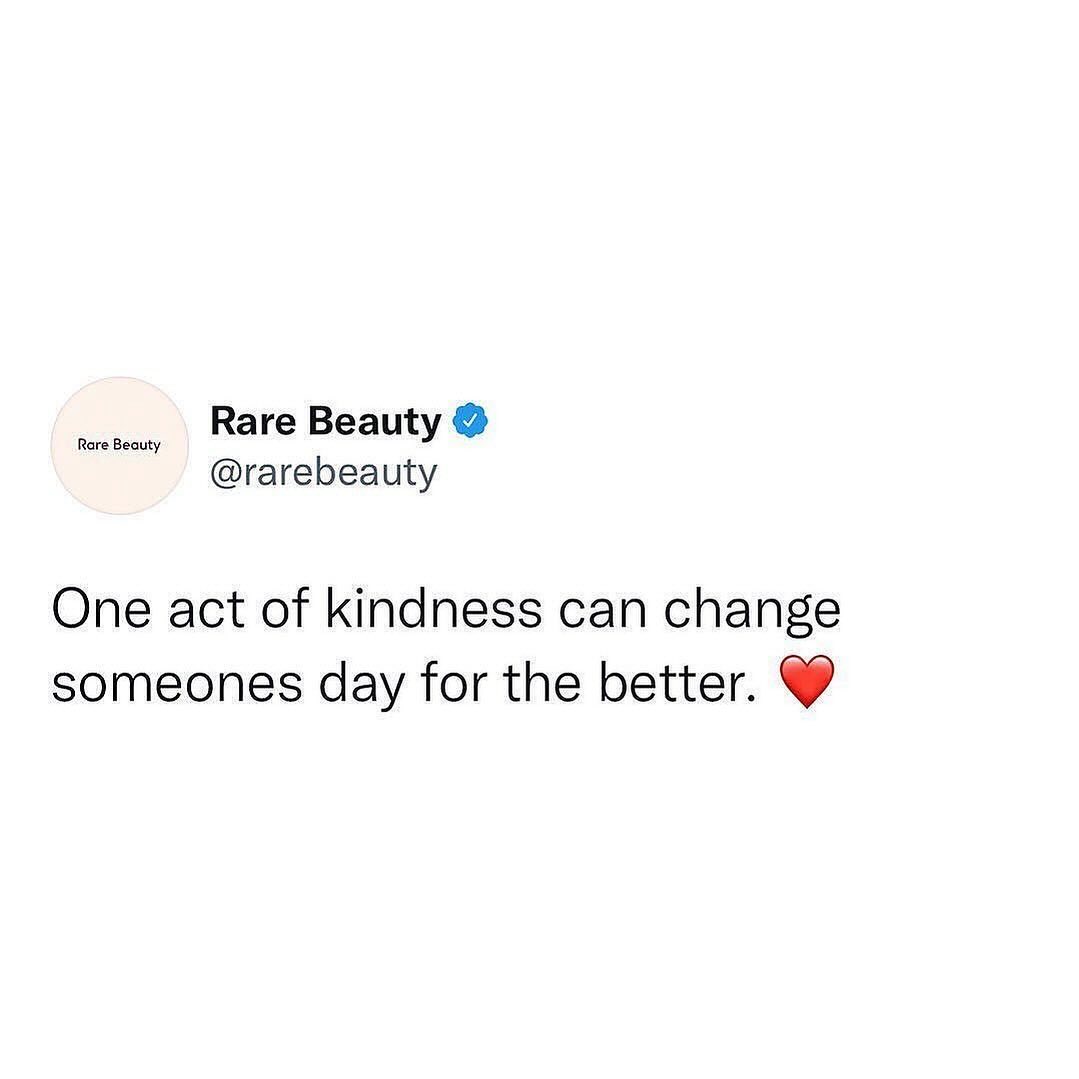 Rare Beauty
Rare Beauty
@rarebeauty
One act of kindness can change
someones day for the better. ❤️